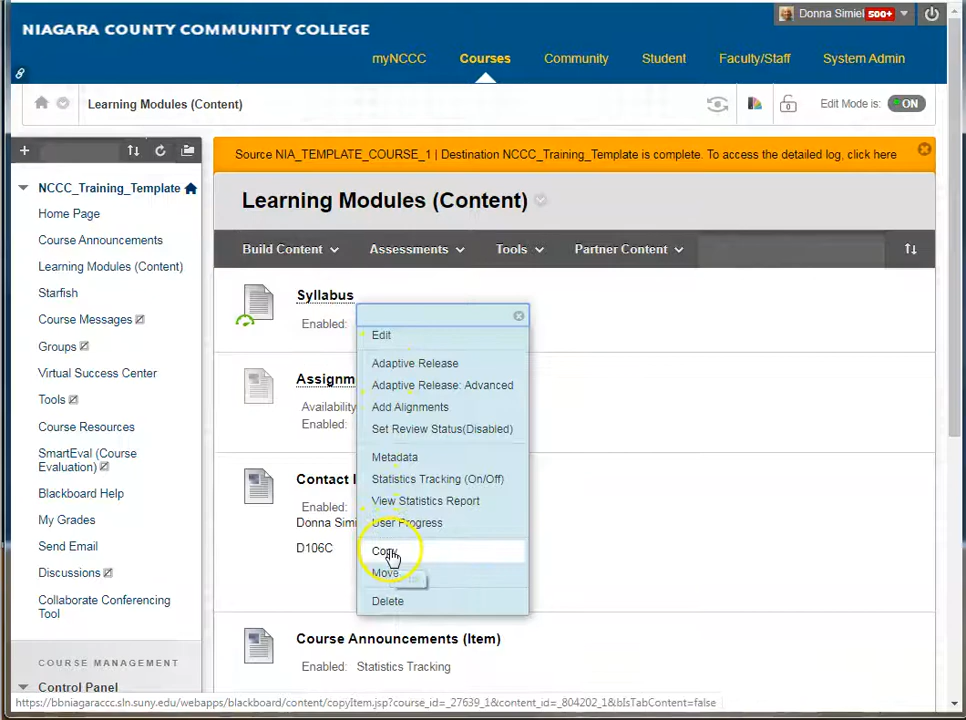 Donna Simiel 500+
NIAGARA COUNTY COMMUNITY COLLEGE
myNCCC Courses Community Student Faculty/Staff System Admin
Learning Modules (Content)
Edit Mode is: ON
Source NIA_TEMPLATE_COURSE_1 | Destination NCCC_Training_Template is complete. To access the detailed log, click here
NCCC_Training_Template
Home Page
Course Announcements
Learning Modules (Content)
Starfish
Course Messages
Groups
Virtual Success Center
Tools
Course Resources
SmartEval (Course
Evaluation)
Blackboard Help
My Grades
Send Email
Discussions
Collaborate Conferencing
Tool
COURSE MANAGEMENT
Control Panel
Learning Modules (Content)
Build Content Assessments Tools Partner Content
Syllabus
Enabled:
Assignm
Availability
Enabled:
Contact
Enabled:
Donna Simi
D106C
Course Announcements (Item)
Enabled: Statistics Tracking
Edit
Adaptive Release
Adaptive Release: Advanced
Add Alignments
Set Review Status(Disabled)
Metadata
Statistics Tracking (On/Off)
View Statistics Report
User Progress
Copy
Move
Delete
https://bbniagaraccc.sln.suny.edu/webapps/blackboard/content/copyItem.jsp?course_id=_27639_1&content_id=_804202_1&bIsTabContent=false